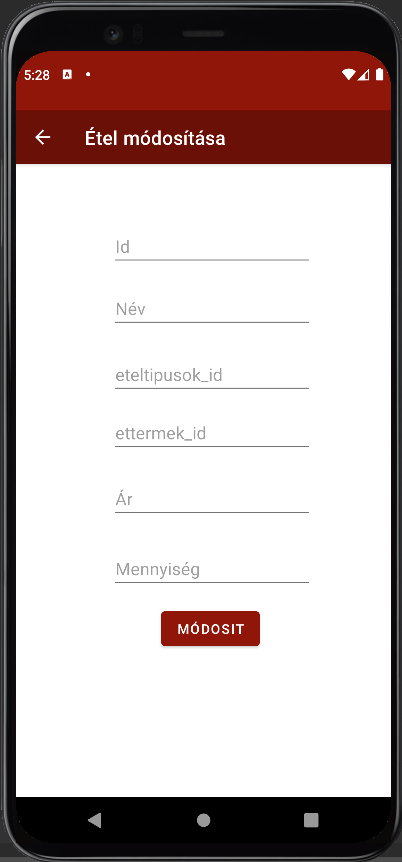 5:28
Étel módosítása
Id
Név
eteltipusok_id
ettermek_id
Ár
Mennyiség
MÓDOSIT